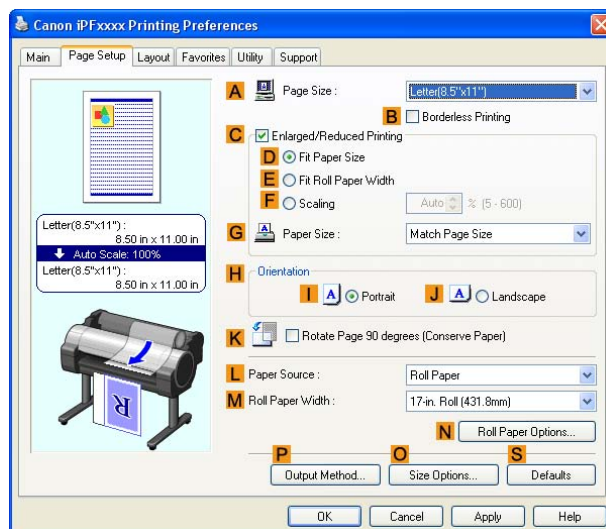 Canon iPFxxxx Printing Preferences
Main Page Setup Layout Favorites Utility Support
A Page Size : Letter(8.5"x11")
B Borderless Printing
C Enlarged/Reduced Printing
D Fit Paper Size
E Fit Roll Paper Width
F Scaling Auto % (5 - 600)
G Paper Size : Match Page Size
Letter(8.5"x11") :
8.50 in x 11.00 in
Auto Scale: 100%
Letter(8.5"x11") :
8.50 in x 11.00 in
H Orientation
I A Portrait J A Landscape
K Rotate Page 90 degrees (Conserve Paper)
R
L Paper Source : Roll Paper
M Roll Paper Width : 17-in. Roll (431.8mm)
N Roll Paper Options...
P O S
Output Method... Size Options... Defaults
OK Cancel Apply Help